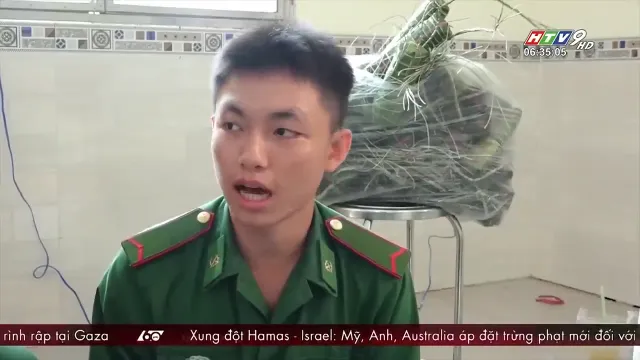 HTV9 HD
06:35:05
rình rập tại Gaza 60 Xung đột Hamas - Israel: Mỹ, Anh, Australia áp đặt trừng phạt mới đối với